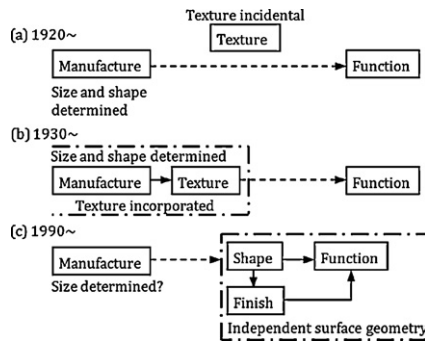 Texture incidental
(a) 1920~
Texture
Manufacture
Function
Size and shape
determined
(b) 1930~
Size and shape determined
Manufacture
Texture
Function
Texture incorporated
(c) 1990~
Manufacture
Shape
Function
Size determined?
Finish
Independent surface geometry